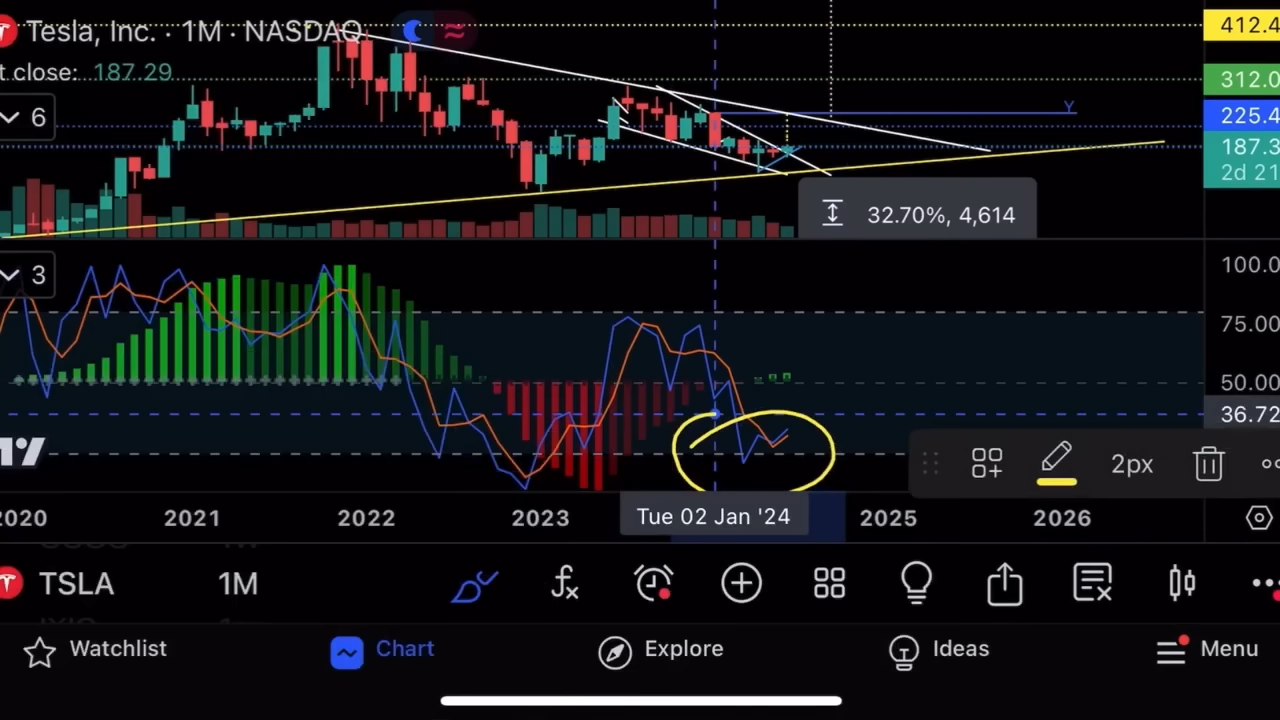 Tesla, Inc. · 1M · NASDAQ
412.4
t close: 187.29
312.0
6
Y
225.4
187.3
2d 21
32.70%, 4,614
3
100.0
75.00
50.00
36.72
2px
2020 2021 2022 2023 2025 2026
Tue 02 Jan '24
TSLA 1M
Watchlist Chart Explore Ideas Menu